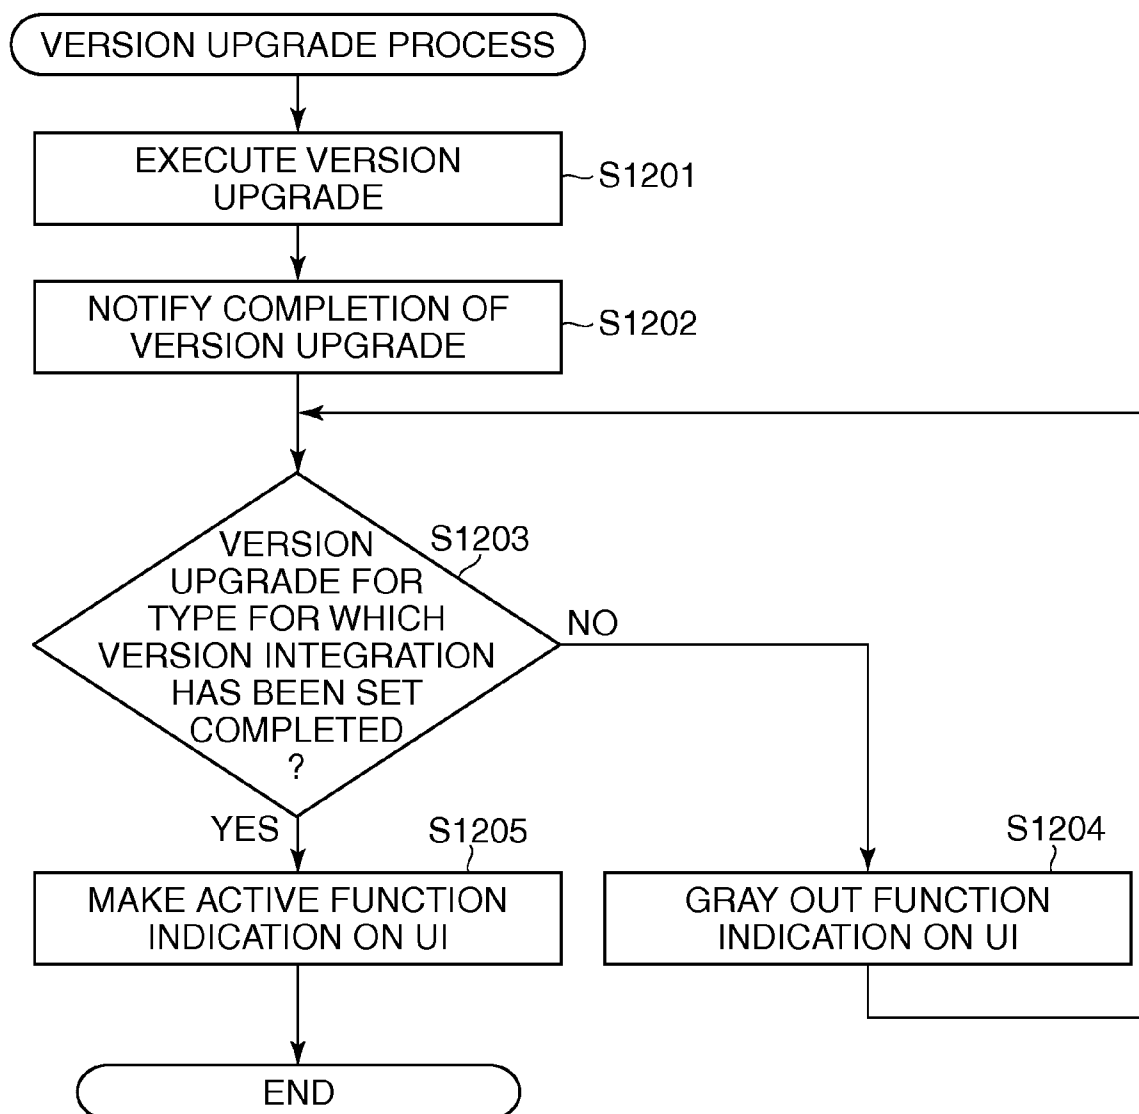 VERSION UPGRADE PROCESS
EXECUTE VERSION
UPGRADE
S1201
NOTIFY COMPLETION OF
VERSION UPGRADE
S1202
S1203
VERSION
UPGRADE FOR
TYPE FOR WHICH
VERSION INTEGRATION
HAS BEEN SET
COMPLETED
?
NO
YES
S1205
MAKE ACTIVE FUNCTION
INDICATION ON UI
S1204
GRAY OUT FUNCTION
INDICATION ON UI
END